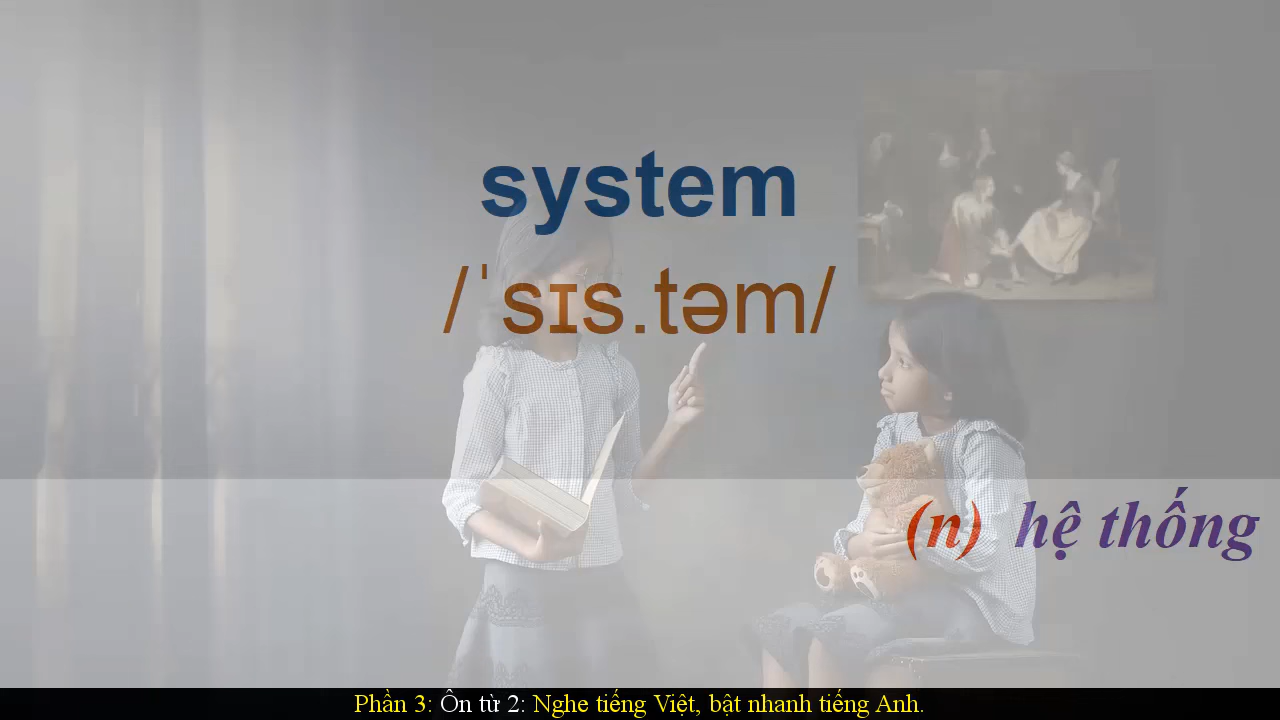 system
/ˈsɪs.təm/
(n) hệ thống
Phần 3: Ôn từ 2: Nghe tiếng Việt, bật nhanh tiếng Anh.